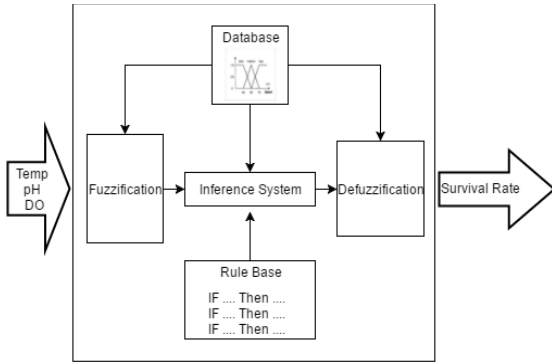 Database
Temp
pH
DO
Fuzzification
Inference System
Defuzzification
Survival Rate
Rule Base
IF .... Then ....
IF .... Then ....
IF .... Then ....